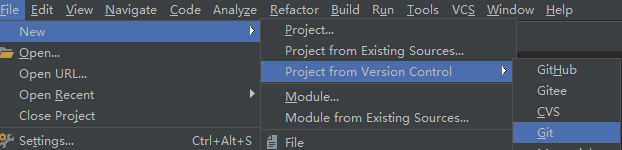 File Edit View Navigate Code Analyze Refactor Build Run Tools VCS Window Help
New
Open...
Open URL...
Open Recent
Close Project
Settings... Ctrl+Alt+S
Project...
Project from Existing Sources...
Project from Version Control
Module...
Module from Existing Sources...
File
GitHub
Gitee
CVS
Git